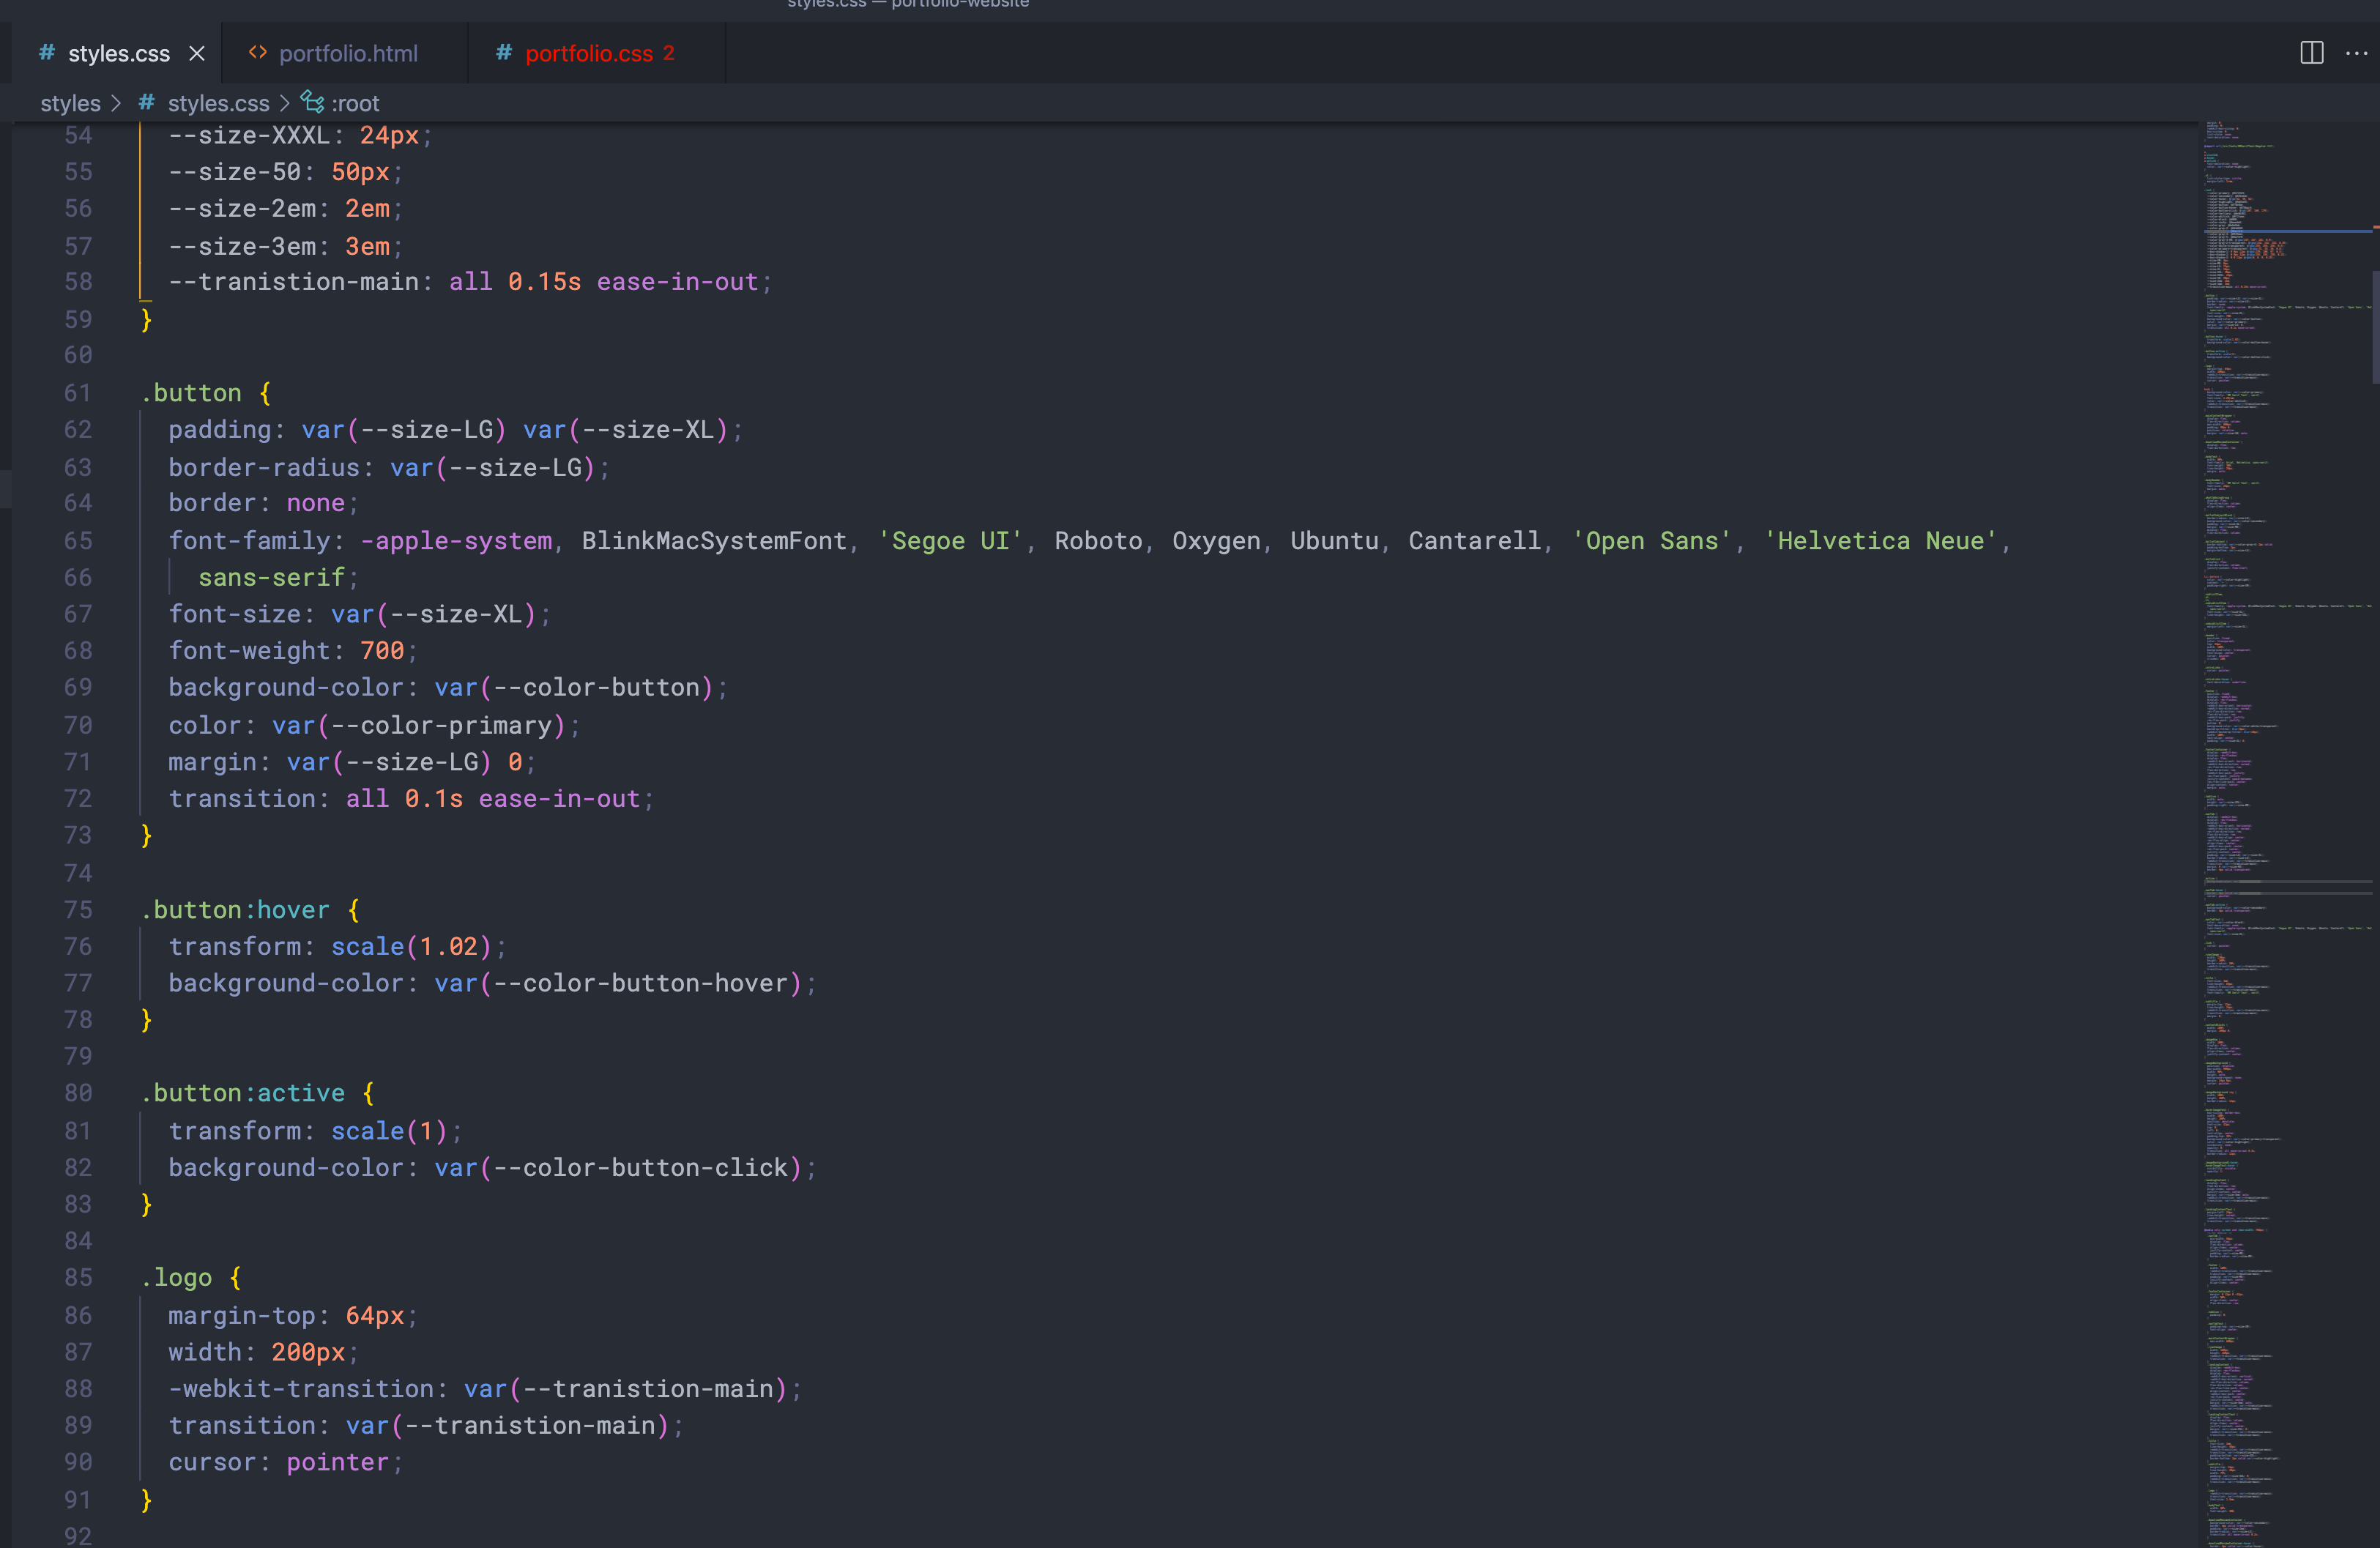 styles.css — portfolio-website
# styles.css × <> portfolio.html # portfolio.css 2 ···
styles > # styles.css > :root
54 --size-XXXL: 24px;
55 --size-50: 50px;
56 --size-2em: 2em;
57 --size-3em: 3em;
58 --tranistion-main: all 0.15s ease-in-out;
59 }
60
61 .button {
62 padding: var(--size-LG) var(--size-XL);
63 border-radius: var(--size-LG);
64 border: none;
65 font-family: -apple-system, BlinkMacSystemFont, 'Segoe UI', Roboto, Oxygen, Ubuntu, Cantarell, 'Open Sans', 'Helvetica Neue',
66 sans-serif;
67 font-size: var(--size-XL);
68 font-weight: 700;
69 background-color: var(--color-button);
70 color: var(--color-primary);
71 margin: var(--size-LG) 0;
72 transition: all 0.1s ease-in-out;
73 }
74
75 .button:hover {
76 transform: scale(1.02);
77 background-color: var(--color-button-hover);
78 }
79
80 .button:active {
81 transform: scale(1);
82 background-color: var(--color-button-click);
83 }
84
85 .logo {
86 margin-top: 64px;
87 width: 200px;
88 -webkit-transition: var(--tranistion-main);
89 transition: var(--tranistion-main);
90 cursor: pointer;
91 }
92